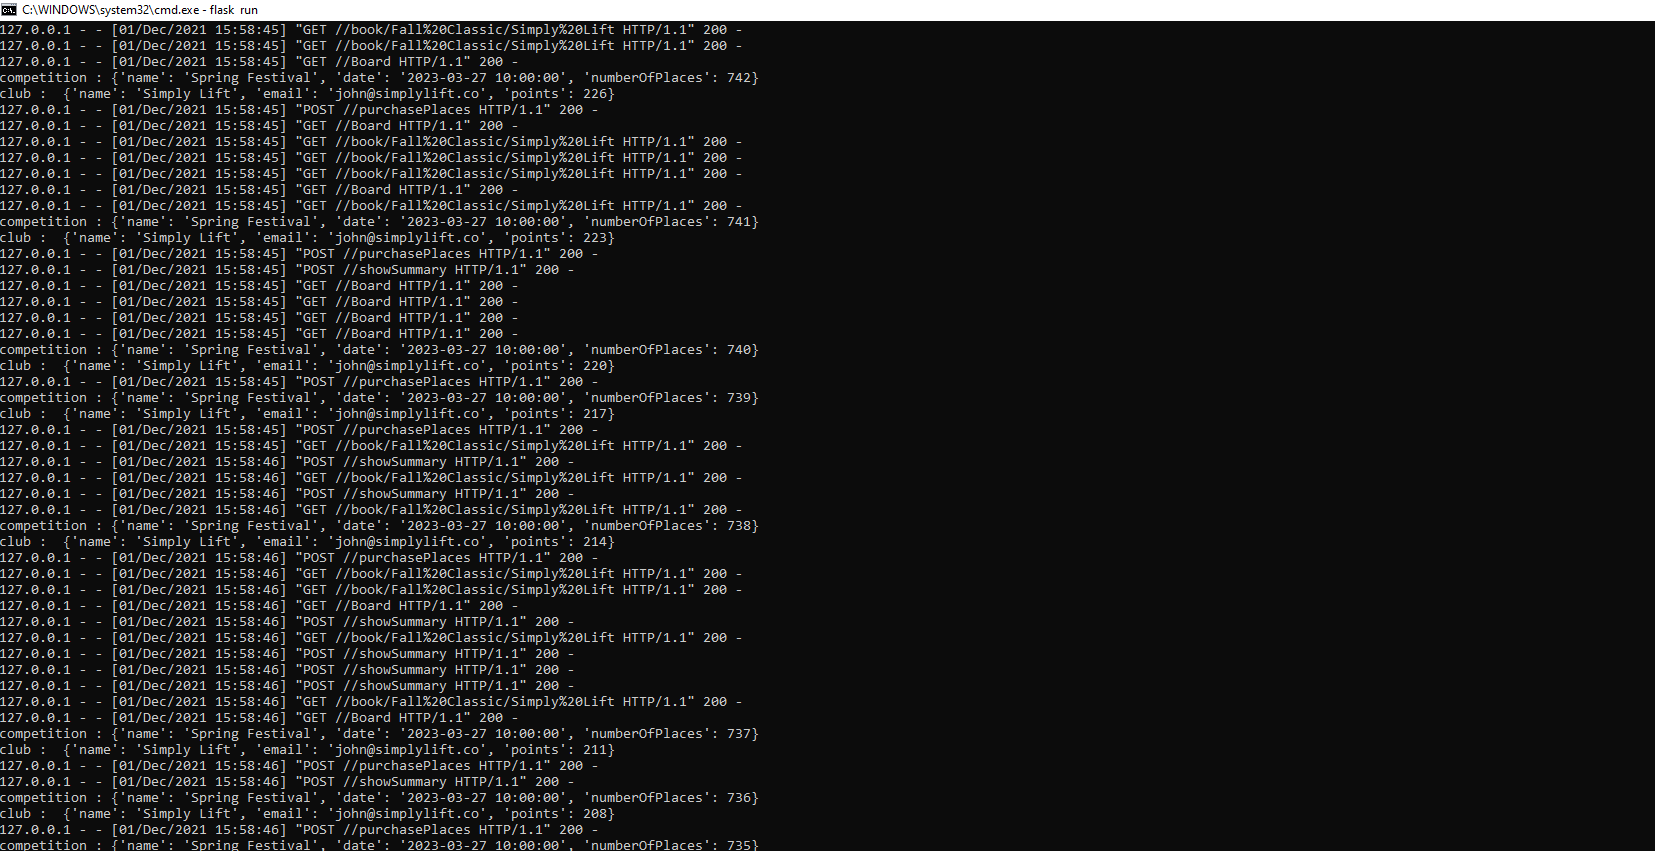 C:\WINDOWS\system32\cmd.exe - flask  run
127.0.0.1 - - [01/Dec/2021 15:58:45] "GET //book/Fall%20Classic/Simply%20Lift HTTP/1.1" 200 -
127.0.0.1 - - [01/Dec/2021 15:58:45] "GET //book/Fall%20Classic/Simply%20Lift HTTP/1.1" 200 -
127.0.0.1 - - [01/Dec/2021 15:58:45] "GET //Board HTTP/1.1" 200 -
competition : {'name': 'Spring Festival', 'date': '2023-03-27 10:00:00', 'numberOfPlaces': 742}
club :  {'name': 'Simply Lift', 'email': 'john@simplylift.co', 'points': 226}
127.0.0.1 - - [01/Dec/2021 15:58:45] "POST //purchasePlaces HTTP/1.1" 200 -
127.0.0.1 - - [01/Dec/2021 15:58:45] "GET //Board HTTP/1.1" 200 -
127.0.0.1 - - [01/Dec/2021 15:58:45] "GET //book/Fall%20Classic/Simply%20Lift HTTP/1.1" 200 -
127.0.0.1 - - [01/Dec/2021 15:58:45] "GET //book/Fall%20Classic/Simply%20Lift HTTP/1.1" 200 -
127.0.0.1 - - [01/Dec/2021 15:58:45] "GET //book/Fall%20Classic/Simply%20Lift HTTP/1.1" 200 -
127.0.0.1 - - [01/Dec/2021 15:58:45] "GET //Board HTTP/1.1" 200 -
127.0.0.1 - - [01/Dec/2021 15:58:45] "GET //book/Fall%20Classic/Simply%20Lift HTTP/1.1" 200 -
competition : {'name': 'Spring Festival', 'date': '2023-03-27 10:00:00', 'numberOfPlaces': 741}
club :  {'name': 'Simply Lift', 'email': 'john@simplylift.co', 'points': 223}
127.0.0.1 - - [01/Dec/2021 15:58:45] "POST //purchasePlaces HTTP/1.1" 200 -
127.0.0.1 - - [01/Dec/2021 15:58:45] "POST //showSummary HTTP/1.1" 200 -
127.0.0.1 - - [01/Dec/2021 15:58:45] "GET //Board HTTP/1.1" 200 -
127.0.0.1 - - [01/Dec/2021 15:58:45] "GET //Board HTTP/1.1" 200 -
127.0.0.1 - - [01/Dec/2021 15:58:45] "GET //Board HTTP/1.1" 200 -
127.0.0.1 - - [01/Dec/2021 15:58:45] "GET //Board HTTP/1.1" 200 -
competition : {'name': 'Spring Festival', 'date': '2023-03-27 10:00:00', 'numberOfPlaces': 740}
club :  {'name': 'Simply Lift', 'email': 'john@simplylift.co', 'points': 220}
127.0.0.1 - - [01/Dec/2021 15:58:45] "POST //purchasePlaces HTTP/1.1" 200 -
competition : {'name': 'Spring Festival', 'date': '2023-03-27 10:00:00', 'numberOfPlaces': 739}
club :  {'name': 'Simply Lift', 'email': 'john@simplylift.co', 'points': 217}
127.0.0.1 - - [01/Dec/2021 15:58:45] "POST //purchasePlaces HTTP/1.1" 200 -
127.0.0.1 - - [01/Dec/2021 15:58:45] "GET //book/Fall%20Classic/Simply%20Lift HTTP/1.1" 200 -
127.0.0.1 - - [01/Dec/2021 15:58:46] "POST //showSummary HTTP/1.1" 200 -
127.0.0.1 - - [01/Dec/2021 15:58:46] "GET //book/Fall%20Classic/Simply%20Lift HTTP/1.1" 200 -
127.0.0.1 - - [01/Dec/2021 15:58:46] "POST //showSummary HTTP/1.1" 200 -
127.0.0.1 - - [01/Dec/2021 15:58:46] "GET //book/Fall%20Classic/Simply%20Lift HTTP/1.1" 200 -
competition : {'name': 'Spring Festival', 'date': '2023-03-27 10:00:00', 'numberOfPlaces': 738}
club :  {'name': 'Simply Lift', 'email': 'john@simplylift.co', 'points': 214}
127.0.0.1 - - [01/Dec/2021 15:58:46] "POST //purchasePlaces HTTP/1.1" 200 -
127.0.0.1 - - [01/Dec/2021 15:58:46] "GET //book/Fall%20Classic/Simply%20Lift HTTP/1.1" 200 -
127.0.0.1 - - [01/Dec/2021 15:58:46] "GET //book/Fall%20Classic/Simply%20Lift HTTP/1.1" 200 -
127.0.0.1 - - [01/Dec/2021 15:58:46] "GET //Board HTTP/1.1" 200 -
127.0.0.1 - - [01/Dec/2021 15:58:46] "POST //showSummary HTTP/1.1" 200 -
127.0.0.1 - - [01/Dec/2021 15:58:46] "GET //book/Fall%20Classic/Simply%20Lift HTTP/1.1" 200 -
127.0.0.1 - - [01/Dec/2021 15:58:46] "POST //showSummary HTTP/1.1" 200 -
127.0.0.1 - - [01/Dec/2021 15:58:46] "POST //showSummary HTTP/1.1" 200 -
127.0.0.1 - - [01/Dec/2021 15:58:46] "POST //showSummary HTTP/1.1" 200 -
127.0.0.1 - - [01/Dec/2021 15:58:46] "GET //book/Fall%20Classic/Simply%20Lift HTTP/1.1" 200 -
127.0.0.1 - - [01/Dec/2021 15:58:46] "GET //Board HTTP/1.1" 200 -
competition : {'name': 'Spring Festival', 'date': '2023-03-27 10:00:00', 'numberOfPlaces': 737}
club :  {'name': 'Simply Lift', 'email': 'john@simplylift.co', 'points': 211}
127.0.0.1 - - [01/Dec/2021 15:58:46] "POST //purchasePlaces HTTP/1.1" 200 -
127.0.0.1 - - [01/Dec/2021 15:58:46] "POST //showSummary HTTP/1.1" 200 -
competition : {'name': 'Spring Festival', 'date': '2023-03-27 10:00:00', 'numberOfPlaces': 736}
club :  {'name': 'Simply Lift', 'email': 'john@simplylift.co', 'points': 208}
127.0.0.1 - - [01/Dec/2021 15:58:46] "POST //purchasePlaces HTTP/1.1" 200 -
competition : {'name': 'Spring Festival', 'date': '2023-03-27 10:00:00', 'numberOfPlaces': 735}